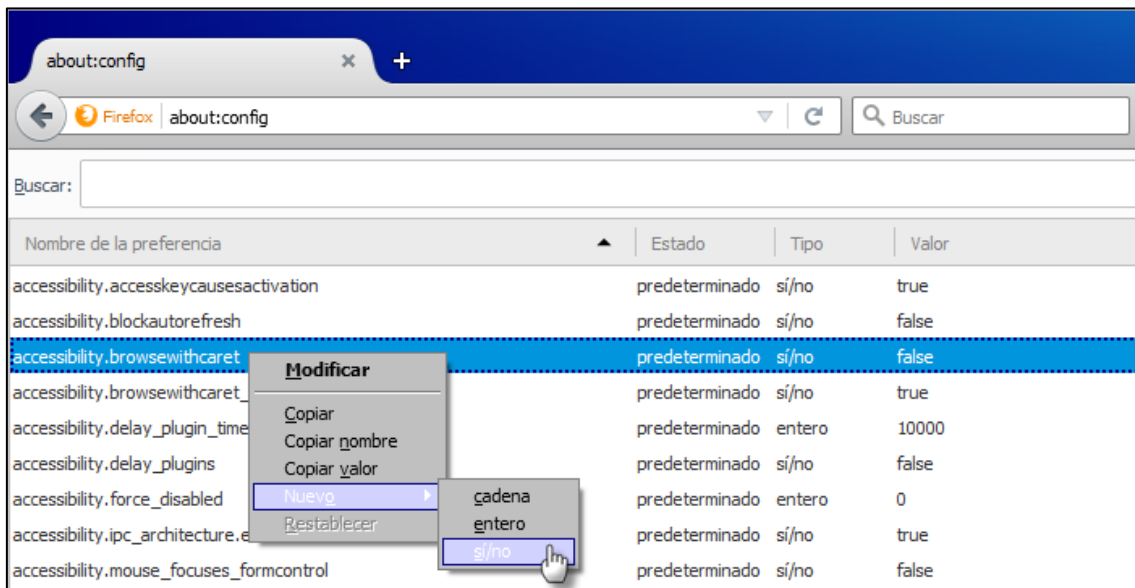 about:config
Firefox about:config Buscar
Buscar:
Nombre de la preferencia Estado Tipo Valor
accessibility.accesskeycausesactivation predeterminado sí/no true
accessibility.blockautorefresh predeterminado sí/no false
accessibility.browsewithcaret predeterminado sí/no false
Modificar
accessibility.browsewithcaret_ predeterminado sí/no true
Copiar
accessibility.delay_plugin_time predeterminado entero 10000
Copiar nombre
accessibility.delay_plugins predeterminado sí/no false
Copiar valor
accessibility.force_disabled predeterminado entero 0
Nuevo cadena
Restablecer entero
accessibility.ipc_architecture.e predeterminado sí/no true
sí/no
accessibility.mouse_focuses_formcontrol predeterminado sí/no false